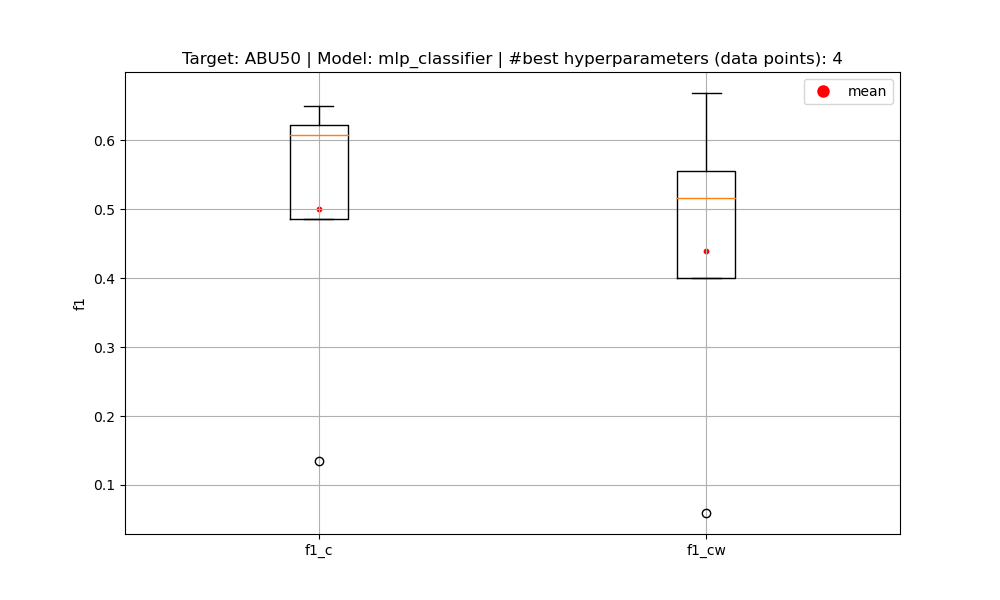 Target: ABU50 | Model: mlp_classifier | #best hyperparameters (data points): 4
mean
0.6
0.5
0.4
0.3
0.2
0.1
f1
f1_c
f1_cw